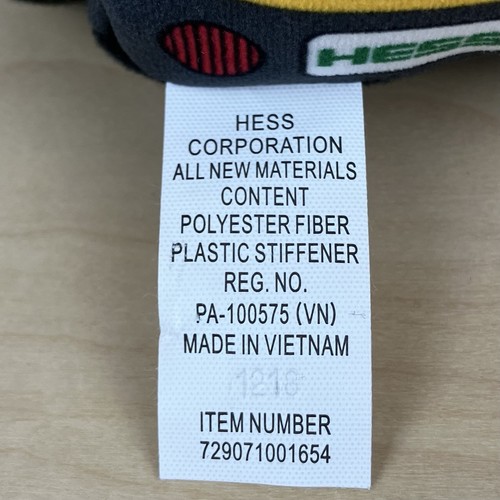 HESS
HESS
CORPORATION
ALL NEW MATERIALS
CONTENT
POLYESTER FIBER
PLASTIC STIFFENER
REG. NO.
PA-100575 (VN)
MADE IN VIETNAM
ITEM NUMBER
729071001654